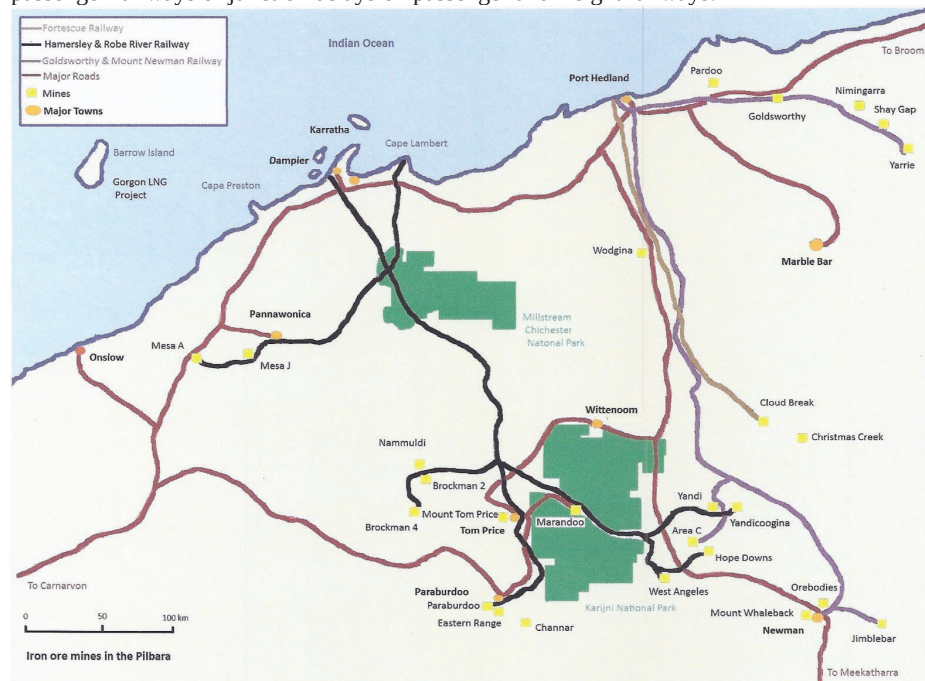 Fortescue Railway
Hamersley & Robe River Railway
Goldsworthy & Mount Newman Railway
Major Roads
Mines
Major Towns
Indian Ocean
To Broom
Port Hedland
Pardoo
Nimingarra
Goldsworthy
Shay Gap
Yarrie
Karratha
Cape Lambert
Dampier
Barrow Island
Gorgon LNG
Project
Cape Preston
Wodgina
Marble Bar
Millstream
Chichester
National Park
Pannawonica
Onslow
Mesa A
Mesa J
Cloud Break
Christmas Creek
Wittenoom
Nammuldi
Brockman 2
Brockman 4
Mount Tom Price
Tom Price
Marandoo
Yandi
Yandicoogina
Area C
Hope Downs
West Angeles
To Carnarvon
Paraburdoo
Paraburdoo
Eastern Range
Channar
Karijni National Park
Orebodies
Mount Whaleback
Newman
Jimblebar
0 50 100 km
Iron ore mines in the Pilbara
To Meekatharra